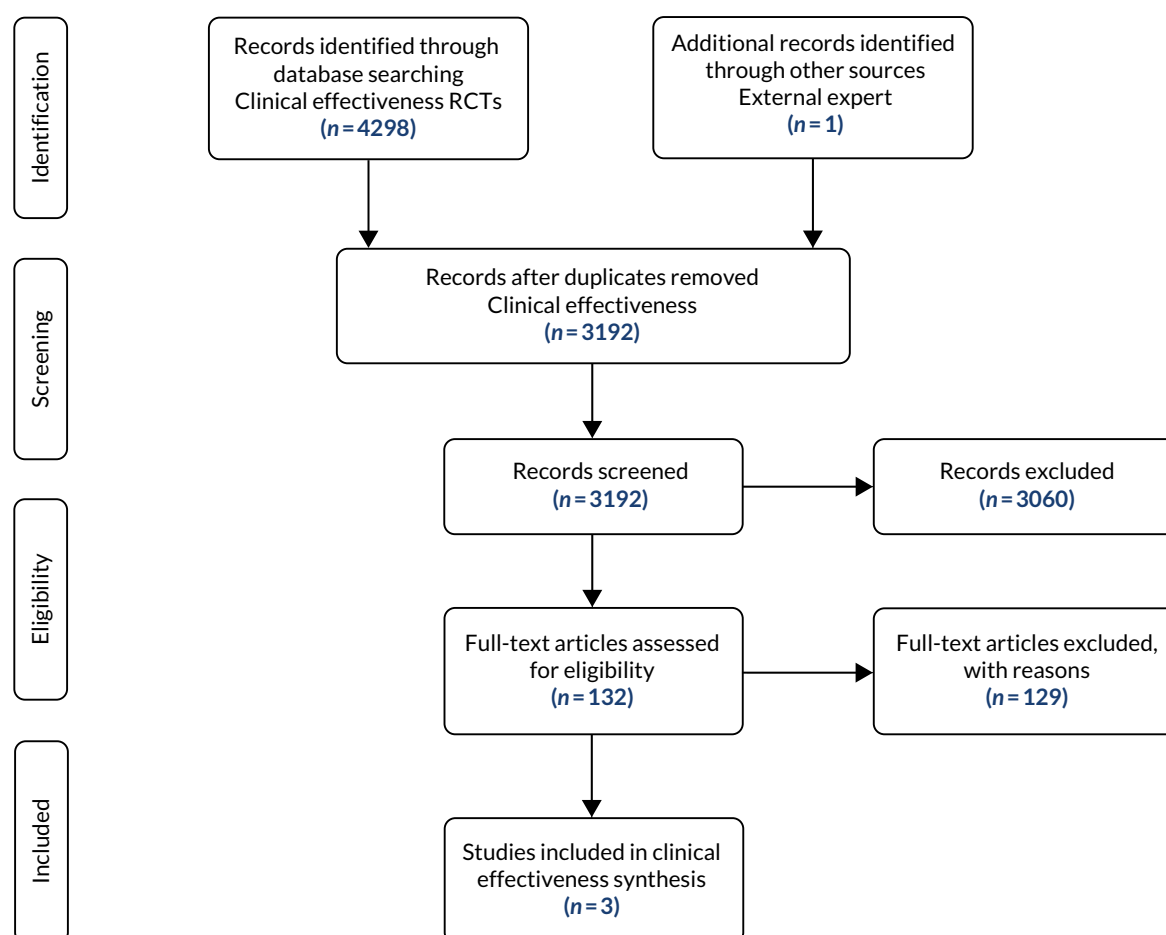 Identification
Records identified through
database searching
Clinical effectiveness RCTs
(n=4298)
Additional records identified
through other sources
External expert
(n=1)
Screening
Records after duplicates removed
Clinical effectiveness
(n=3192)
Records screened
(n=3192)
Records excluded
(n=3060)
Eligibility
Full-text articles assessed
for eligibility
(n=132)
Full-text articles excluded,
with reasons
(n=129)
Included
Studies included in clinical
effectiveness synthesis
(n=3)